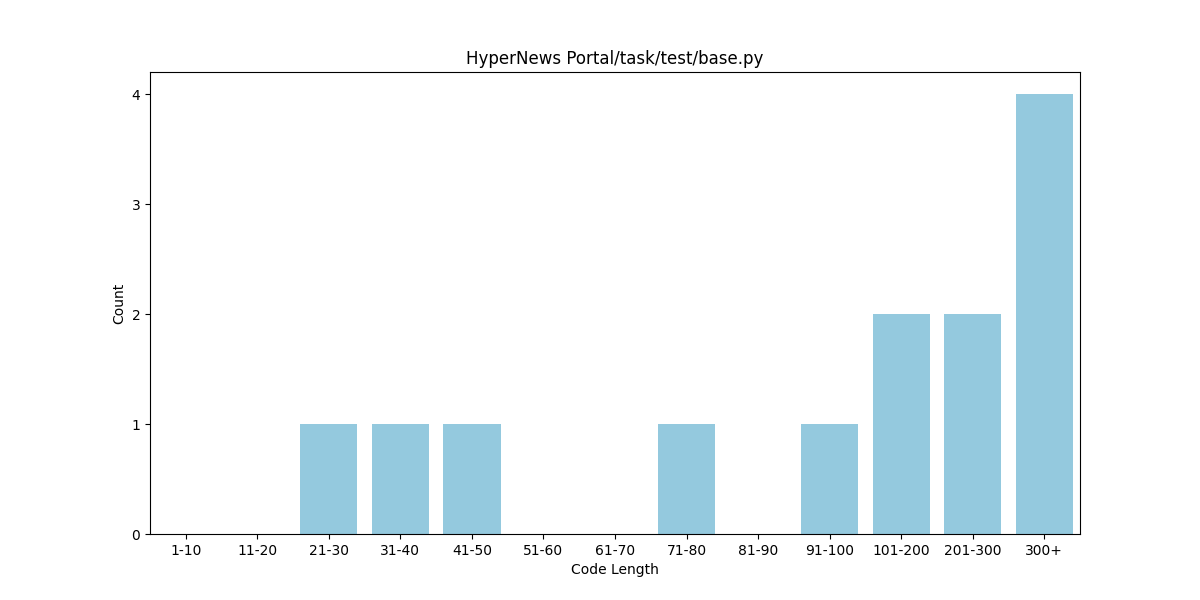 HyperNews Portal/task/test/base.py
4
3
2
1
0
Count
1-10 11-20 21-30 31-40 41-50 51-60 61-70 71-80 81-90 91-100 101-200 201-300 300+
Code Length